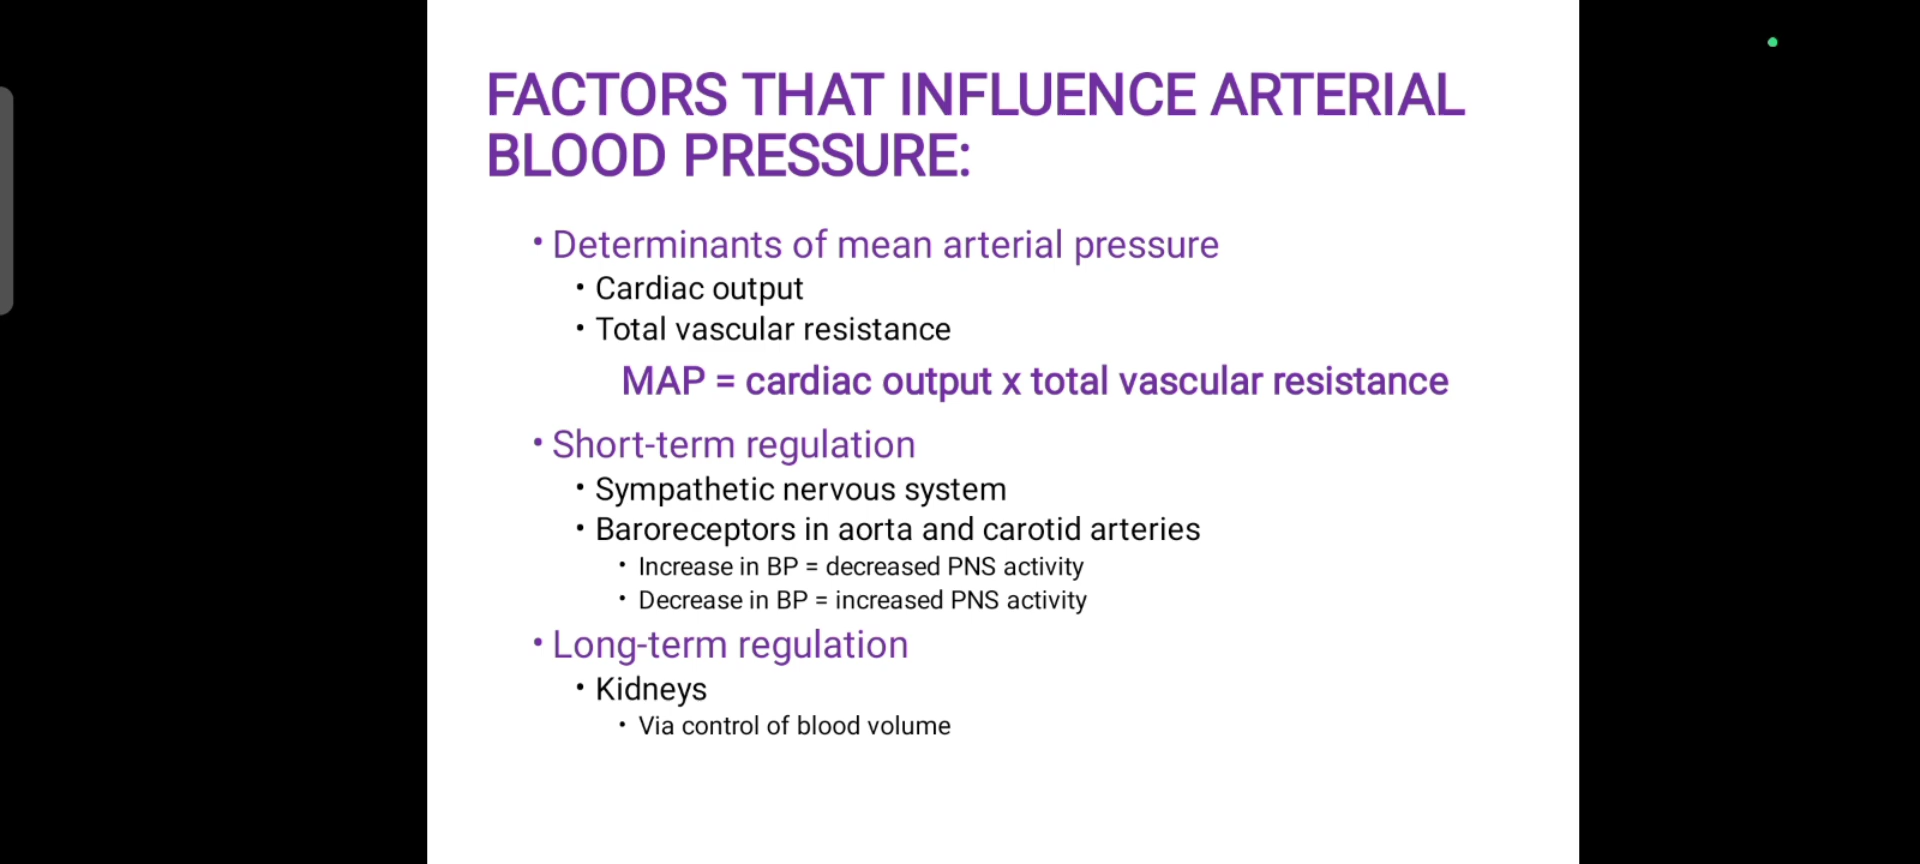 FACTORS THAT INFLUENCE ARTERIAL
BLOOD PRESSURE:
• Determinants of mean arterial pressure
• Cardiac output
• Total vascular resistance
MAP = cardiac output x total vascular resistance
• Short-term regulation
• Sympathetic nervous system
• Baroreceptors in aorta and carotid arteries
• Increase in BP = decreased PNS activity
• Decrease in BP = increased PNS activity
• Long-term regulation
• Kidneys
• Via control of blood volume